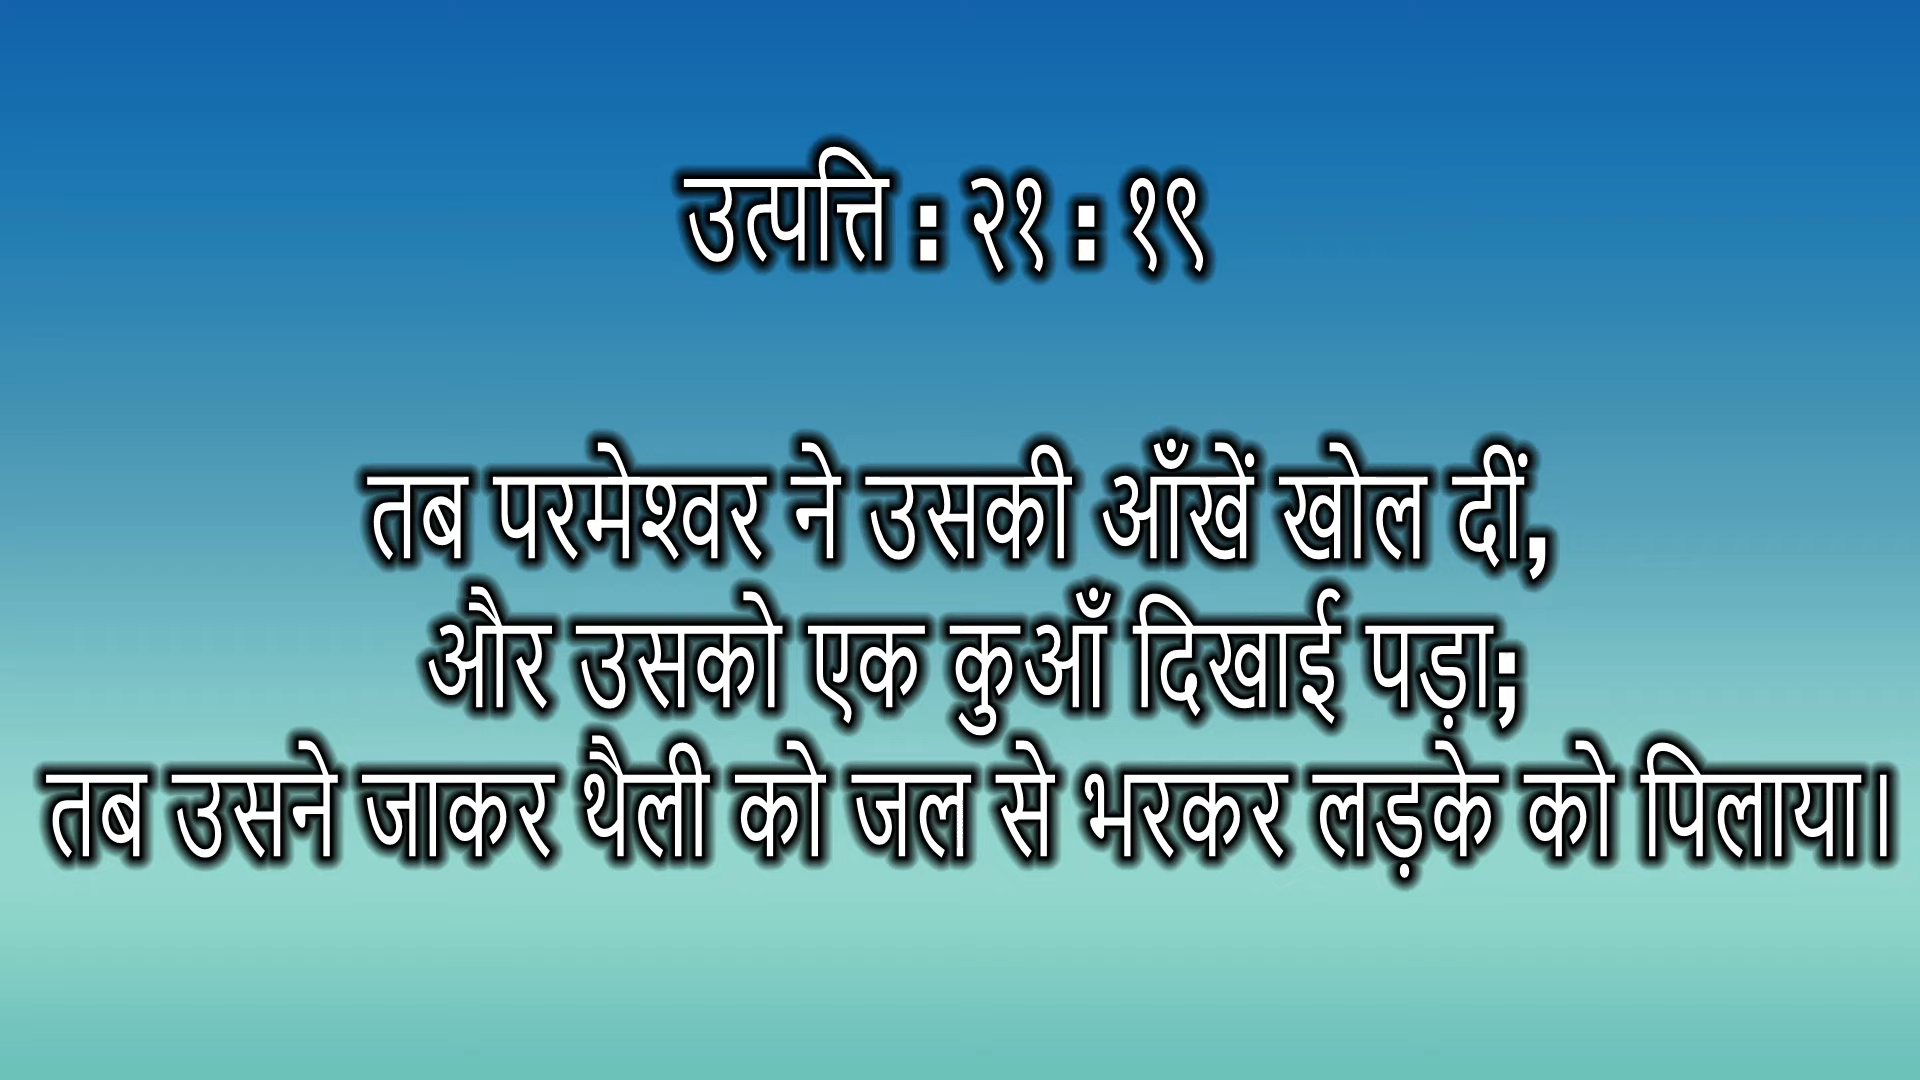 उत्पत्ति : २१ : १९
तब परमेश्वर ने उसकी आँखें खोल दीं,
और उसको एक कुआँ दिखाई पड़ा;
तब उसने जाकर थैली को जल से भरकर लड़के को पिलाया।